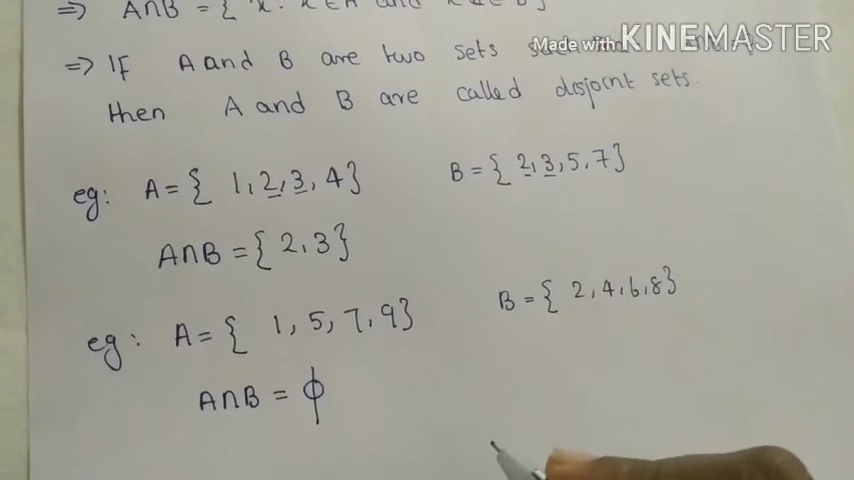 => A∩B = { x: x∈A and
=> If A and B are two sets
Made with KINEMASTER
then A and B are called disjoint sets.
eg: A = { 1, 2, 3, 4} B = { 2, 3, 5, 7}
A∩B = { 2, 3}
eg: A = { 1, 5, 7, 9} B = { 2, 4, 6, 8}
A∩B = ϕ